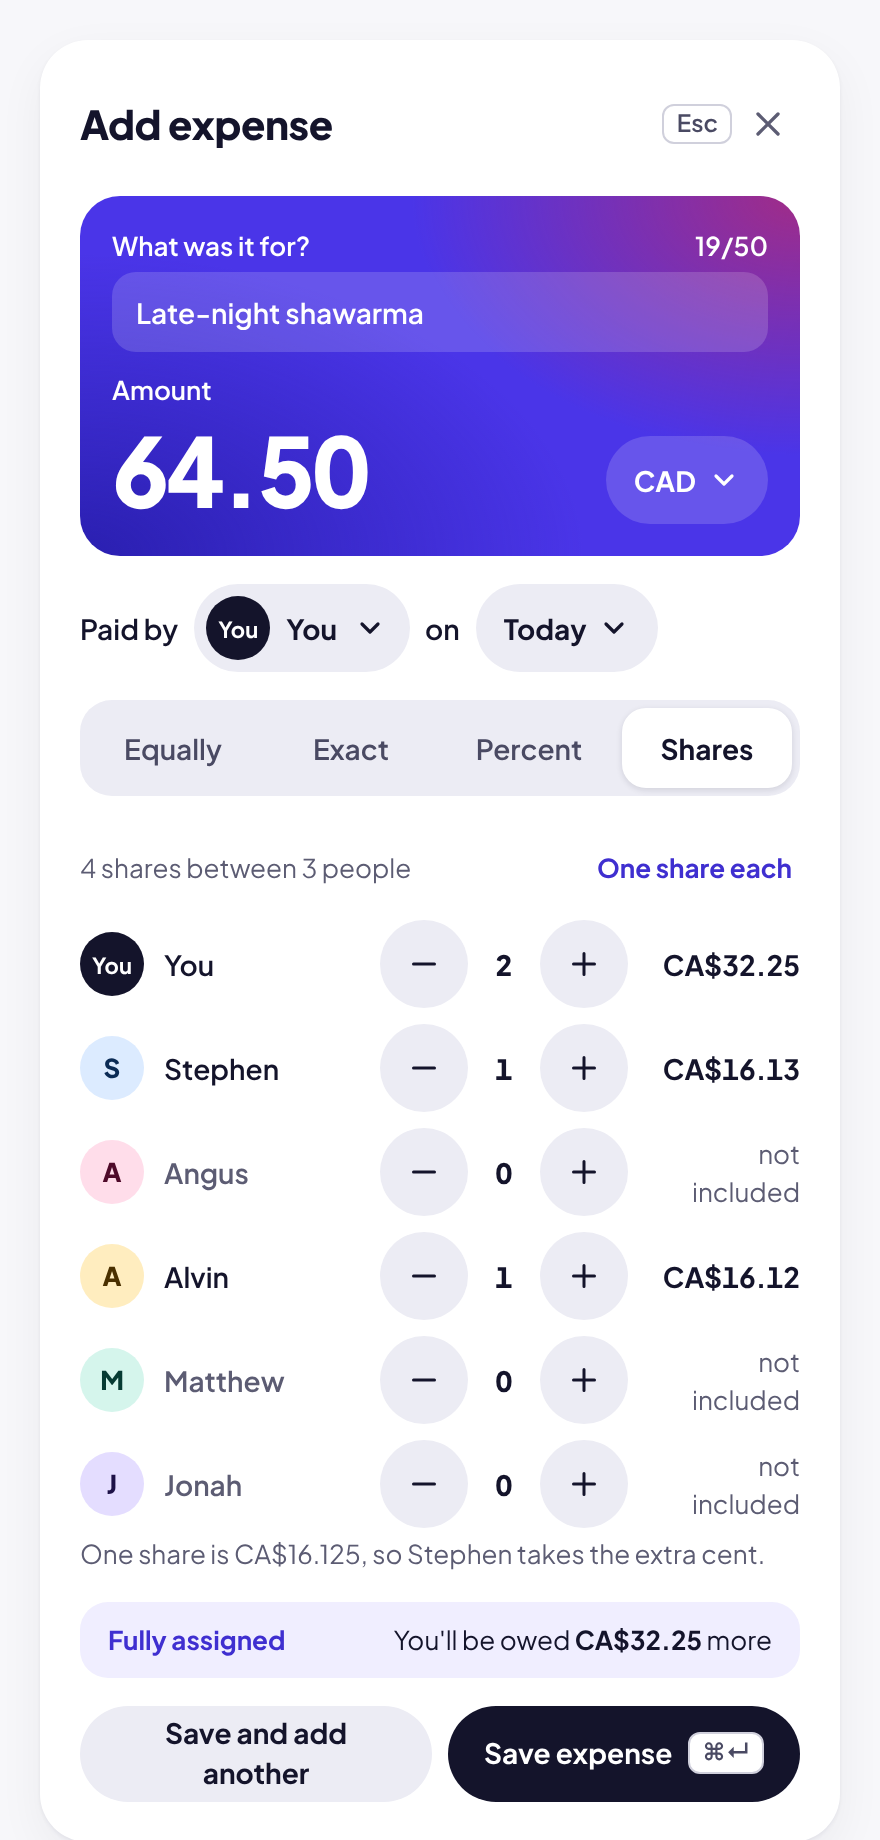 Add expense Esc
What was it for? 19/50
Late-night shawarma
Amount
64.50 CAD
Paid by You You on Today
Equally Exact Percent Shares
4 shares between 3 people One share each
You You − 2 + CA$32.25
S Stephen − 1 + CA$16.13
A Angus − 0 + not
included
A Alvin − 1 + CA$16.12
M Matthew − 0 + not
included
J Jonah − 0 + not
included
One share is CA$16.125, so Stephen takes the extra cent.
Fully assigned You'll be owed CA$32.25 more
Save and add
another
Save expense ⌘↵